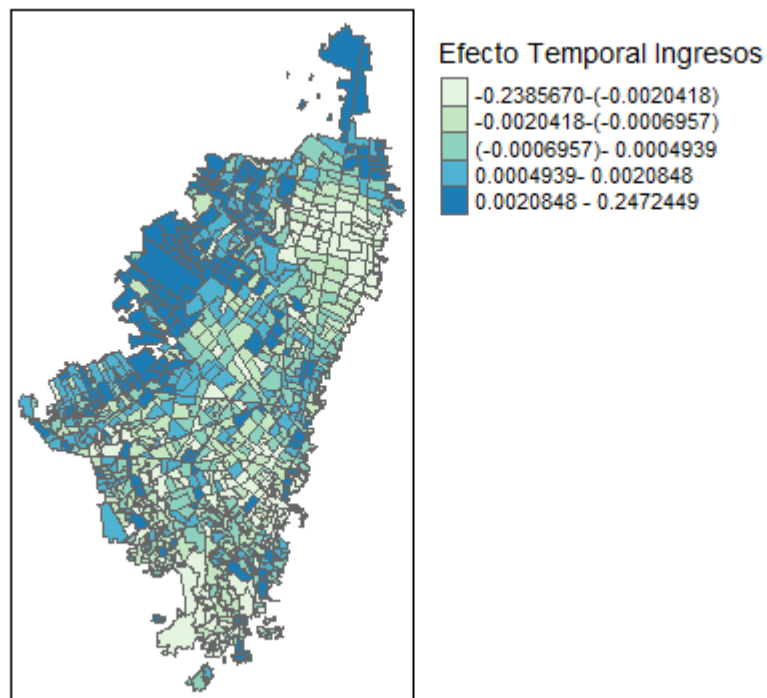 Efecto Temporal Ingresos
-0.2385670-(-0.0020418)
-0.0020418-(-0.0006957)
(-0.0006957)- 0.0004939
0.0004939- 0.0020848
0.0020848 - 0.2472449